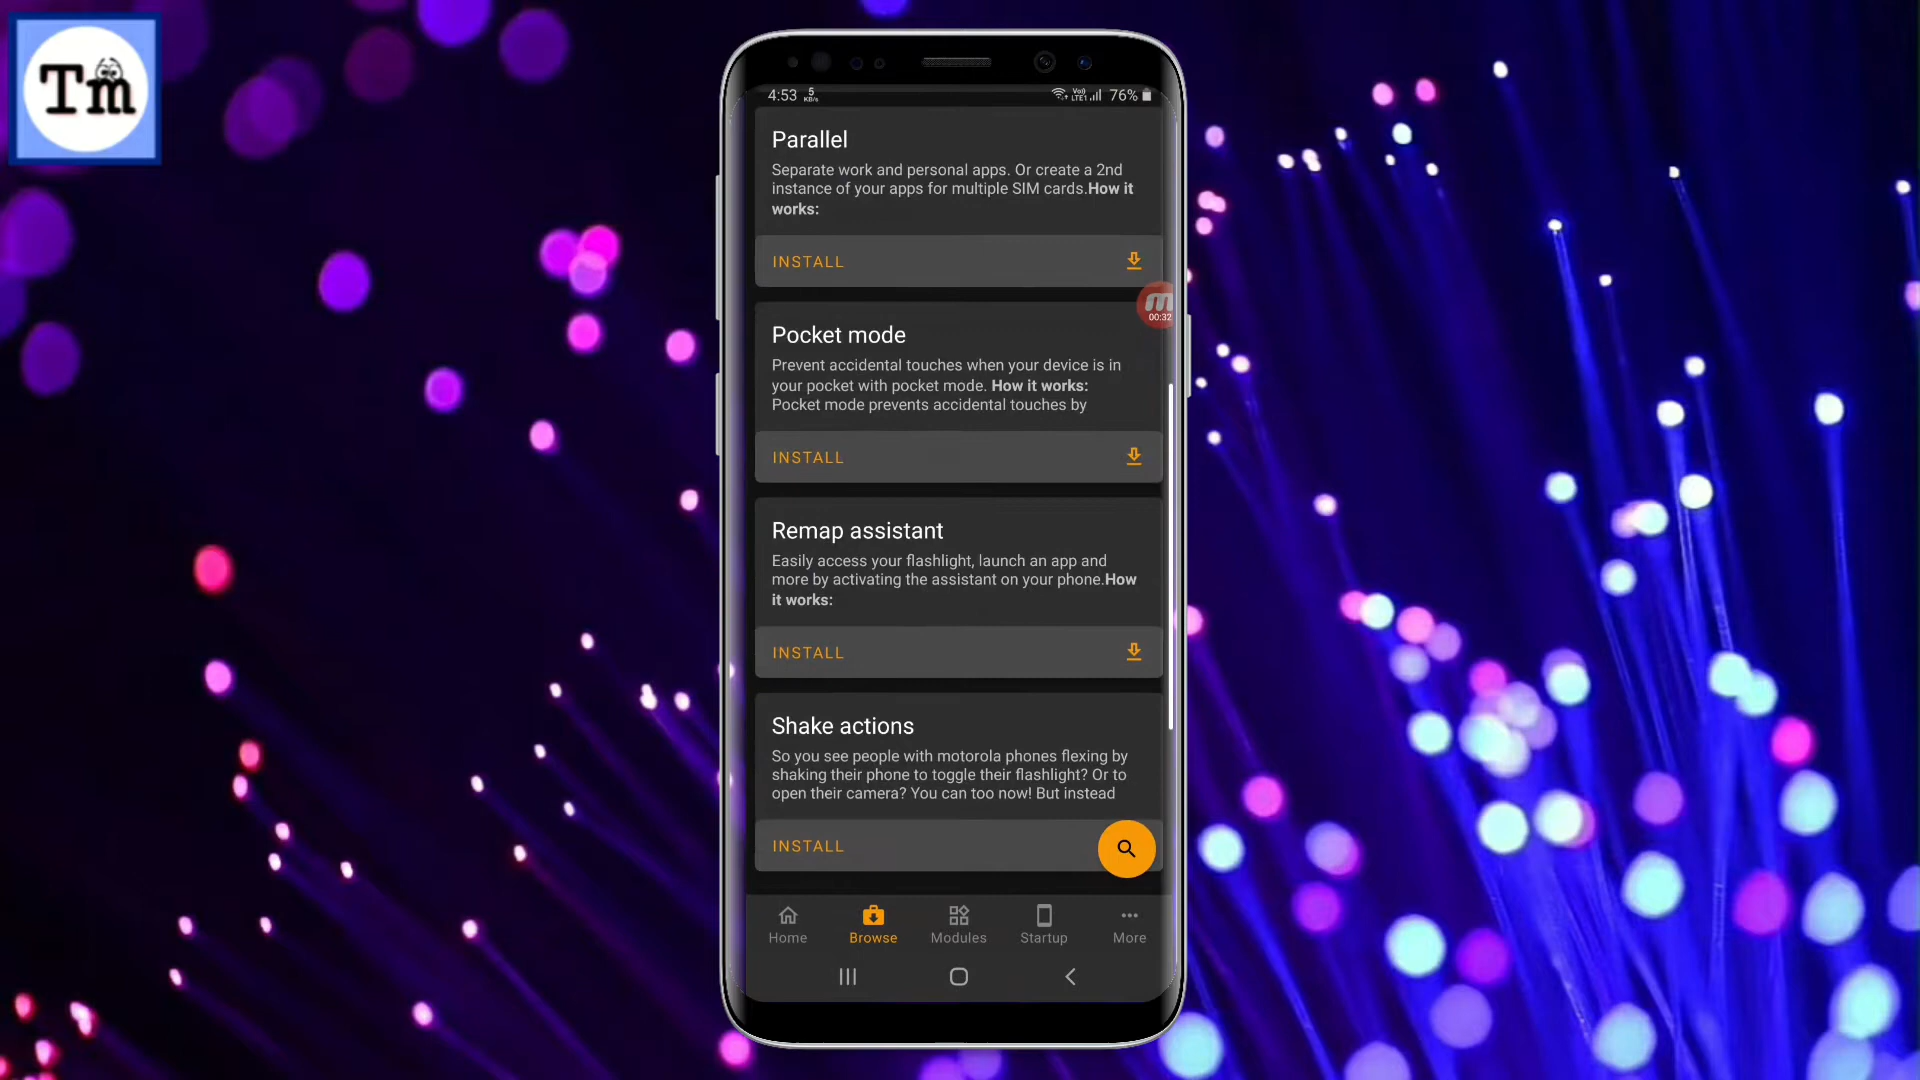 Tm
4:53 5 KB/s Vo) LTE1 76%
Parallel
Separate work and personal apps. Or create a 2nd
instance of your apps for multiple SIM cards.How it
works:
INSTALL
00:32
Pocket mode
Prevent accidental touches when your device is in
your pocket with pocket mode. How it works:
Pocket mode prevents accidental touches by
INSTALL
Remap assistant
Easily access your flashlight, launch an app and
more by activating the assistant on your phone.How
it works:
INSTALL
Shake actions
So you see people with motorola phones flexing by
shaking their phone to toggle their flashlight? Or to
open their camera? You can too now! But instead
INSTALL
Home Browse Modules Startup More